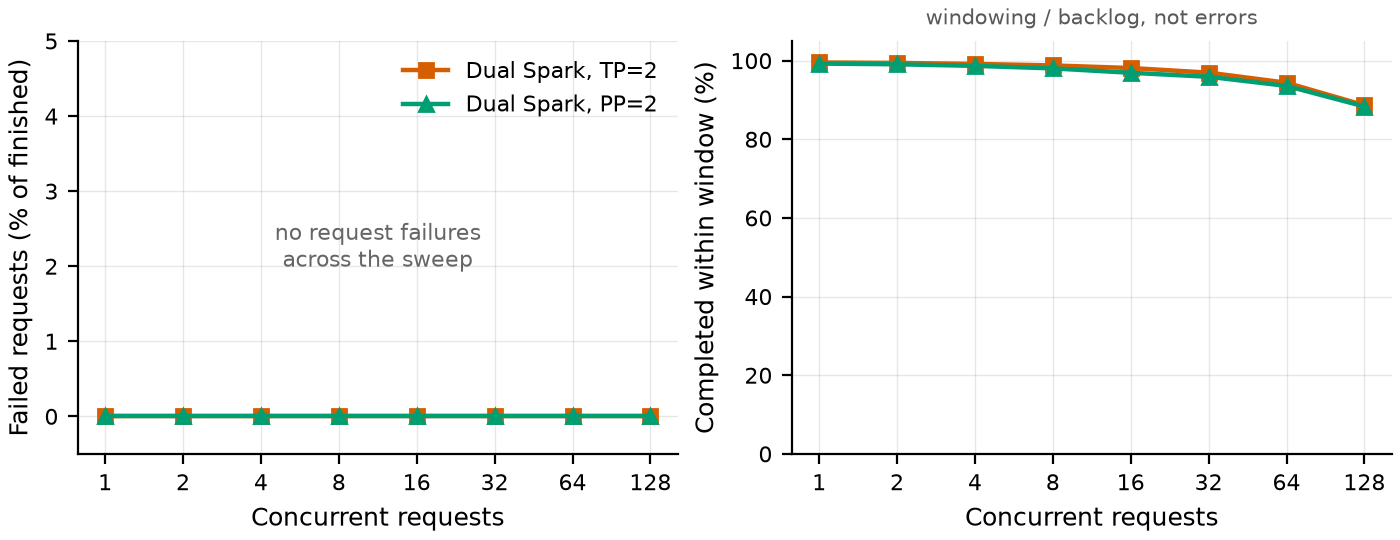 Failed requests (% of finished)
5
4
3
2
1
0
Dual Spark, TP=2
Dual Spark, PP=2
no request failures
across the sweep
1 2 4 8 16 32 64 128
Concurrent requests
windowing / backlog, not errors
Completed within window (%)
100
80
60
40
20
0
1 2 4 8 16 32 64 128
Concurrent requests